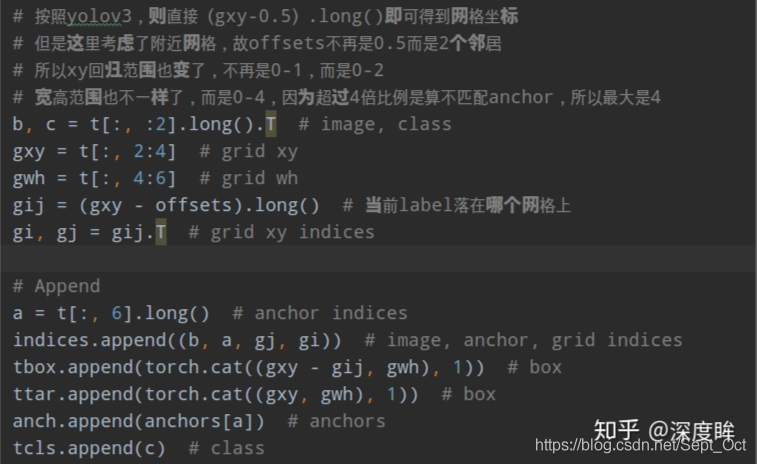 # 按照yolov3，则直接 (gxy-0.5) .long()即可得到网格坐标
# 但是这里考虑了附近网格，故offsets不再是0.5而是2个邻居
# 所以xy回归范围也变了，不再是0-1，而是0-2
# 宽高范围也不一样了，而是0-4，因为超过4倍比例是算不匹配anchor，所以最大是4
b, c = t[:, :2].long().T  # image, class
gxy = t[:, 2:4]  # grid xy
gwh = t[:, 4:6]  # grid wh
gij = (gxy - offsets).long()  # 当前label落在哪个网格上
gi, gj = gij.T  # grid xy indices
# Append
a = t[:, 6].long()  # anchor indices
indices.append((b, a, gj, gi))  # image, anchor, grid indices
tbox.append(torch.cat((gxy - gij, gwh), 1))  # box
ttar.append(torch.cat((gxy, gwh), 1))  # box
anch.append(anchors[a])  # anchors
tcls.append(c)  # class
知乎 @深度眸
https://blog.csdn.net/Sept_Oct